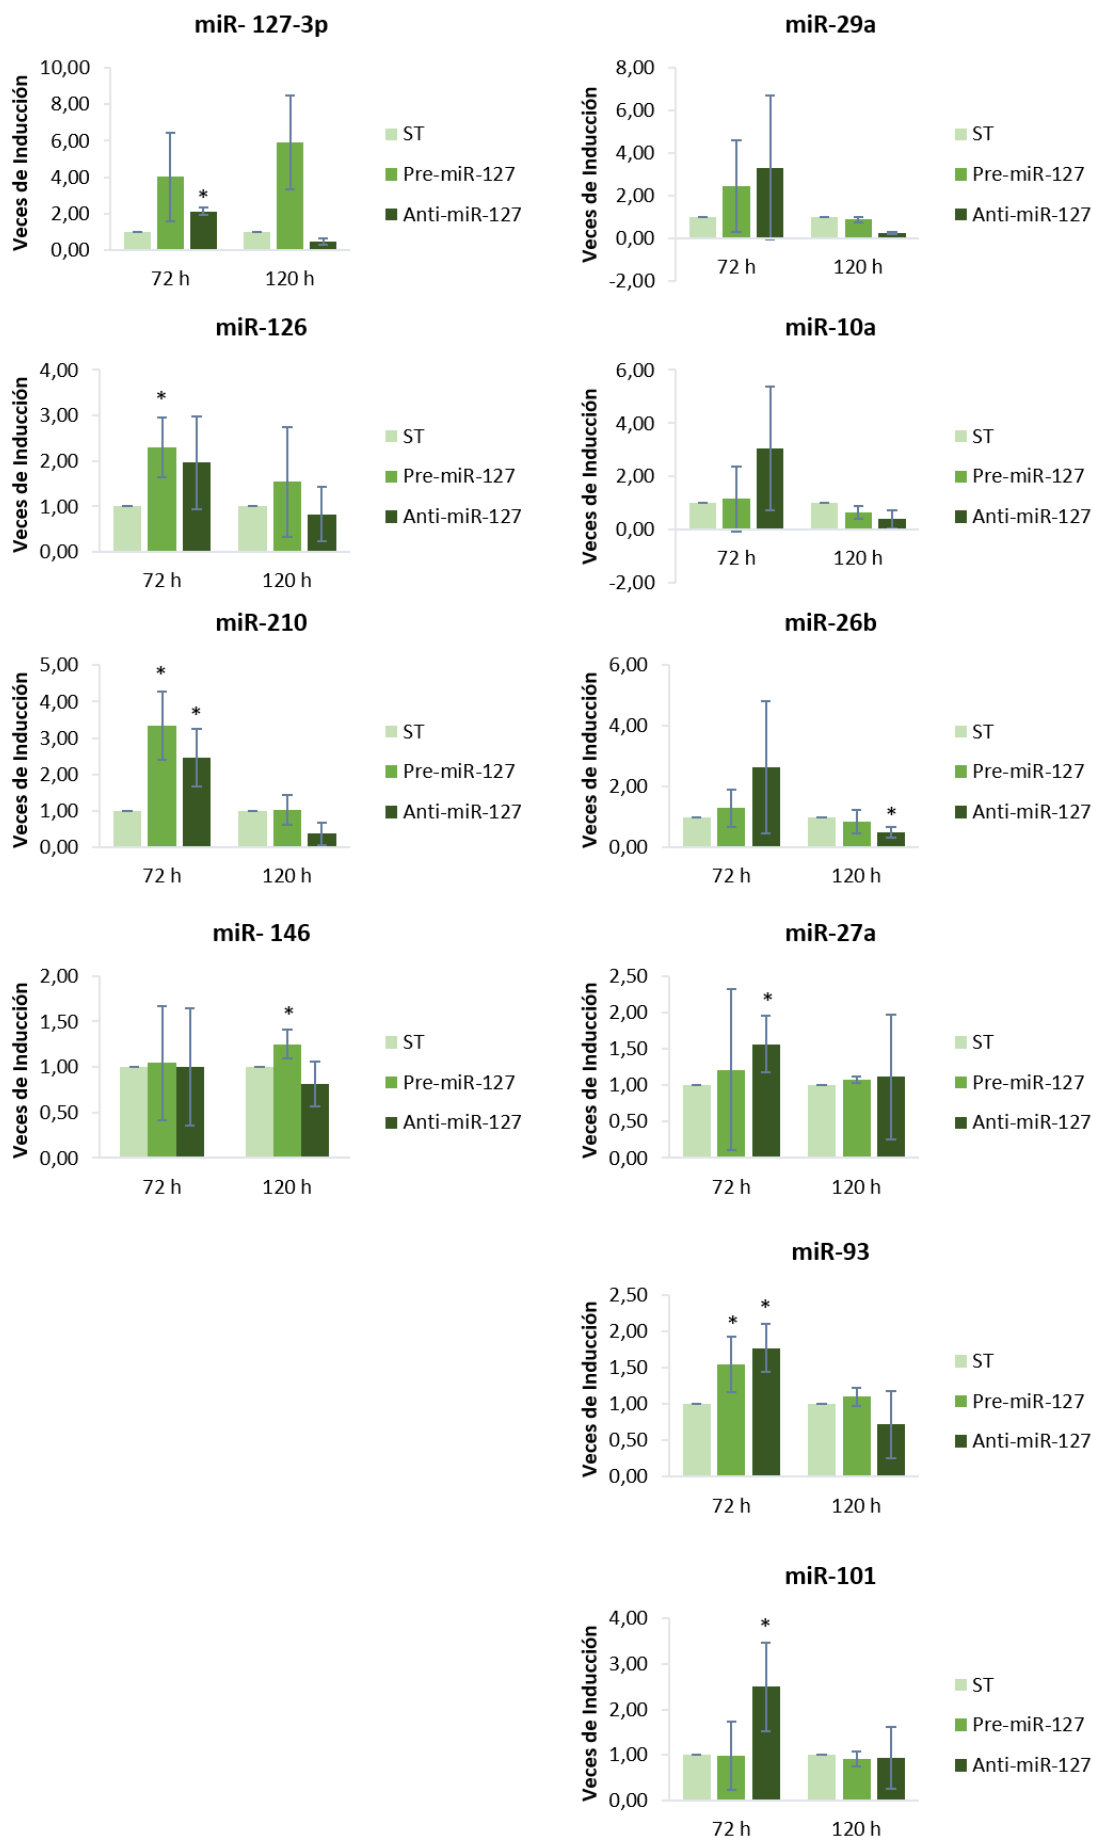 miR- 127-3p
Veces de Inducción
10,00
8,00
6,00
4,00
2,00
0,00
*
72 h
120 h
ST
Pre-miR-127
Anti-miR-127
miR-29a
Veces de Inducción
8,00
6,00
4,00
2,00
0,00
-2,00
72 h
120 h
ST
Pre-miR-127
Anti-miR-127
miR-126
Veces de Inducción
4,00
3,00
2,00
1,00
0,00
*
72 h
120 h
ST
Pre-miR-127
Anti-miR-127
miR-10a
Veces de Inducción
6,00
4,00
2,00
0,00
-2,00
72 h
120 h
ST
Pre-miR-127
Anti-miR-127
miR-210
Veces de Inducción
5,00
4,00
3,00
2,00
1,00
0,00
*
*
72 h
120 h
ST
Pre-miR-127
Anti-miR-127
miR-26b
Veces de Inducción
6,00
4,00
2,00
0,00
*
72 h
120 h
ST
Pre-miR-127
Anti-miR-127
miR- 146
Veces de Inducción
2,00
1,50
1,00
0,50
0,00
*
72 h
120 h
ST
Pre-miR-127
Anti-miR-127
miR-27a
Veces de Inducción
2,50
2,00
1,50
1,00
0,50
0,00
*
72 h
120 h
ST
Pre-miR-127
Anti-miR-127
miR-93
Veces de Inducción
2,50
2,00
1,50
1,00
0,50
0,00
*
*
72 h
120 h
ST
Pre-miR-127
Anti-miR-127
miR-101
Veces de Inducción
4,00
3,00
2,00
1,00
0,00
*
72 h
120 h
ST
Pre-miR-127
Anti-miR-127